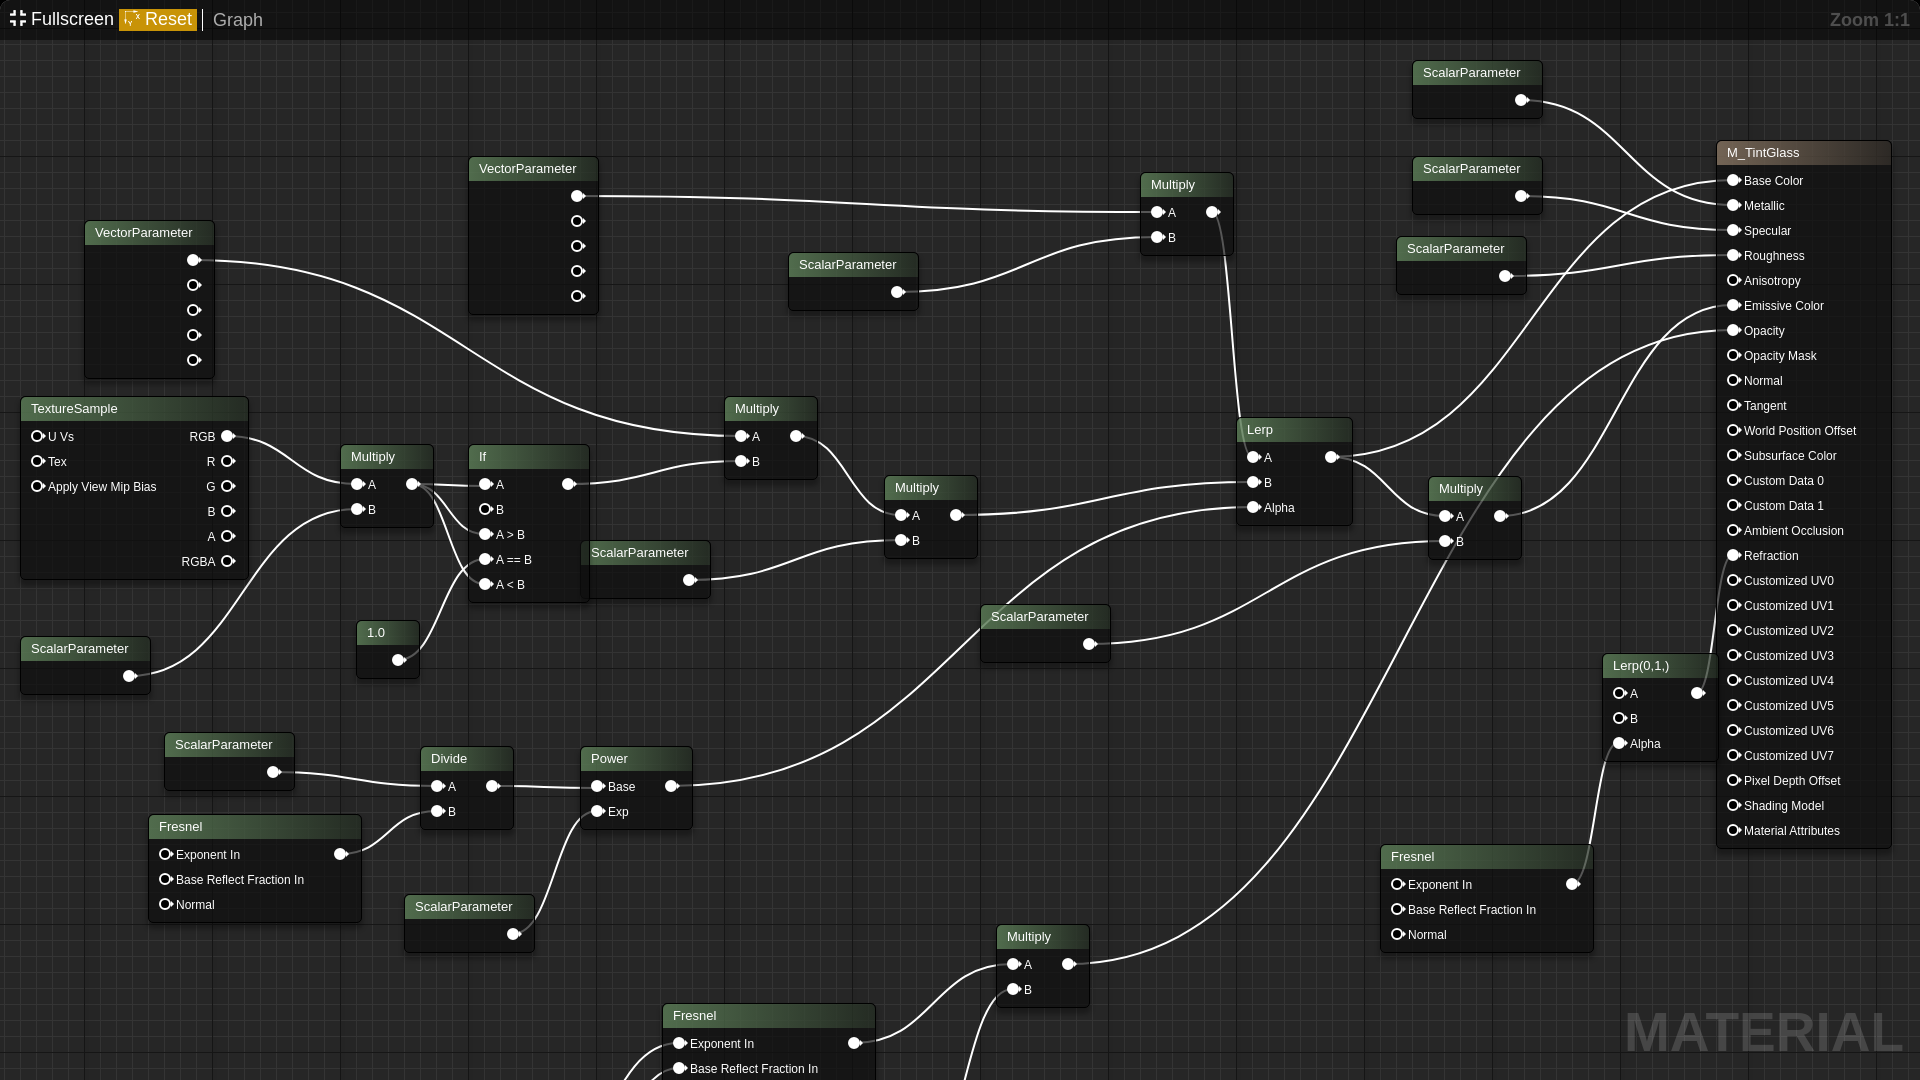 Fullscreen Reset Graph Zoom 1:1
ScalarParameter
M_TintGlass
Base Color
Metallic
Specular
Roughness
Anisotropy
Emissive Color
Opacity
Opacity Mask
Normal
Tangent
World Position Offset
Subsurface Color
Custom Data 0
Custom Data 1
Ambient Occlusion
Refraction
Customized UV0
Customized UV1
Customized UV2
Customized UV3
Customized UV4
Customized UV5
Customized UV6
Customized UV7
Pixel Depth Offset
Shading Model
Material Attributes
ScalarParameter
ScalarParameter
VectorParameter
Multiply
A
B
VectorParameter
ScalarParameter
TextureSample
U Vs RGB
Tex R
Apply View Mip Bias G
B
A
RGBA
Multiply
A
B
If
A
B
A > B
A == B
A < B
Multiply
A
B
ScalarParameter
Multiply
A
B
Lerp
A
B
Alpha
Multiply
A
B
1.0
ScalarParameter
ScalarParameter
Lerp(0,1,)
A
B
Alpha
ScalarParameter
Divide
A
B
Power
Base
Exp
Fresnel
Exponent In
Base Reflect Fraction In
Normal
ScalarParameter
Fresnel
Exponent In
Base Reflect Fraction In
Normal
Multiply
A
B
Fresnel
Exponent In
Base Reflect Fraction In
MATERIAL